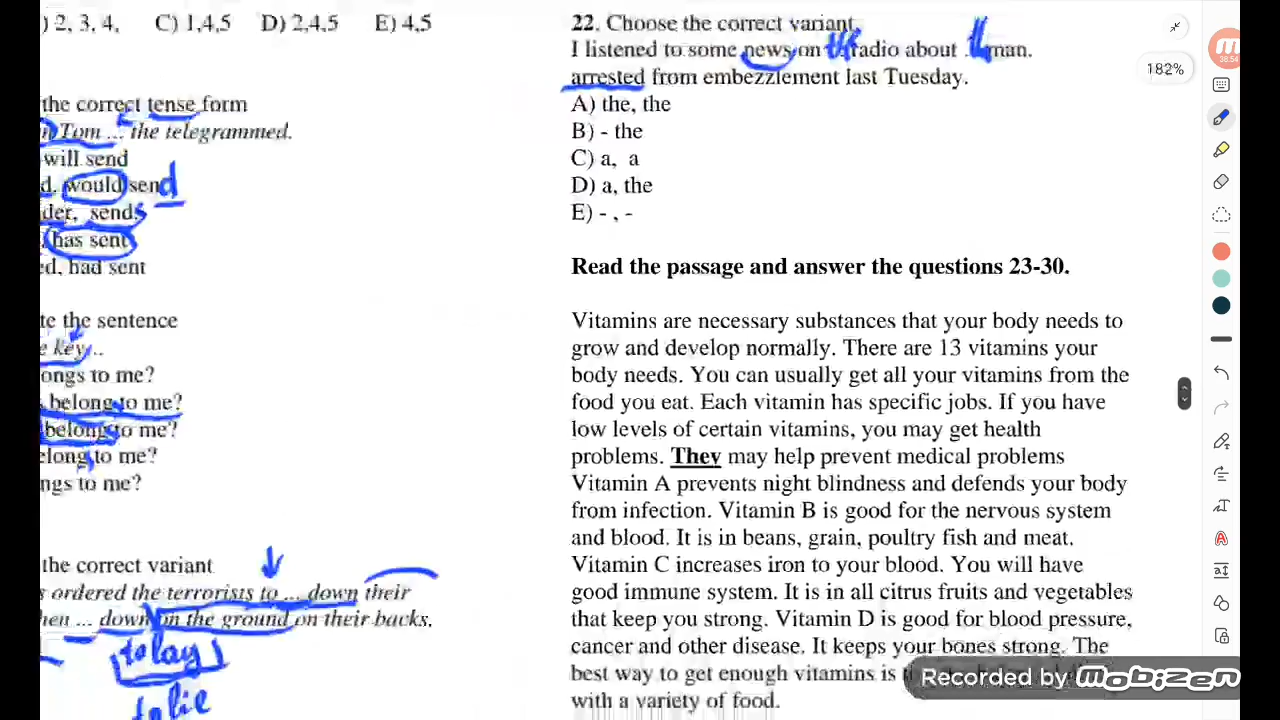 ) 2, 3, 4, C) 1,4,5 D) 2,4,5 E) 4,5
the correct tense form
Tom ... the telegrammed.
will send
d. would send
der, sends
has sent
ed, had sent
te the sentence
e key ...
ongs to me?
belong to me?
belong to me?
elong to me?
ngs to me?
the correct variant
s ordered the terrorists to ... down their
hen ... down on the ground on their backs.
to lay
to lie
22. Choose the correct variant
I listened to some news on the radio about ... man.
arrested from embezzlement last Tuesday.
A) the, the
B) - the
C) a, a
D) a, the
E) - , -
Read the passage and answer the questions 23-30.
Vitamins are necessary substances that your body needs to
grow and develop normally. There are 13 vitamins your
body needs. You can usually get all your vitamins from the
food you eat. Each vitamin has specific jobs. If you have
low levels of certain vitamins, you may get health
problems. They may help prevent medical problems
Vitamin A prevents night blindness and defends your body
from infection. Vitamin B is good for the nervous system
and blood. It is in beans, grain, poultry fish and meat.
Vitamin C increases iron to your blood. You will have
good immune system. It is in all citrus fruits and vegetables
that keep you strong. Vitamin D is good for blood pressure,
cancer and other disease. It keeps your bones strong. The
best way to get enough vitamins is
with a variety of food.
182%
38:54
Recorded by Mobizen